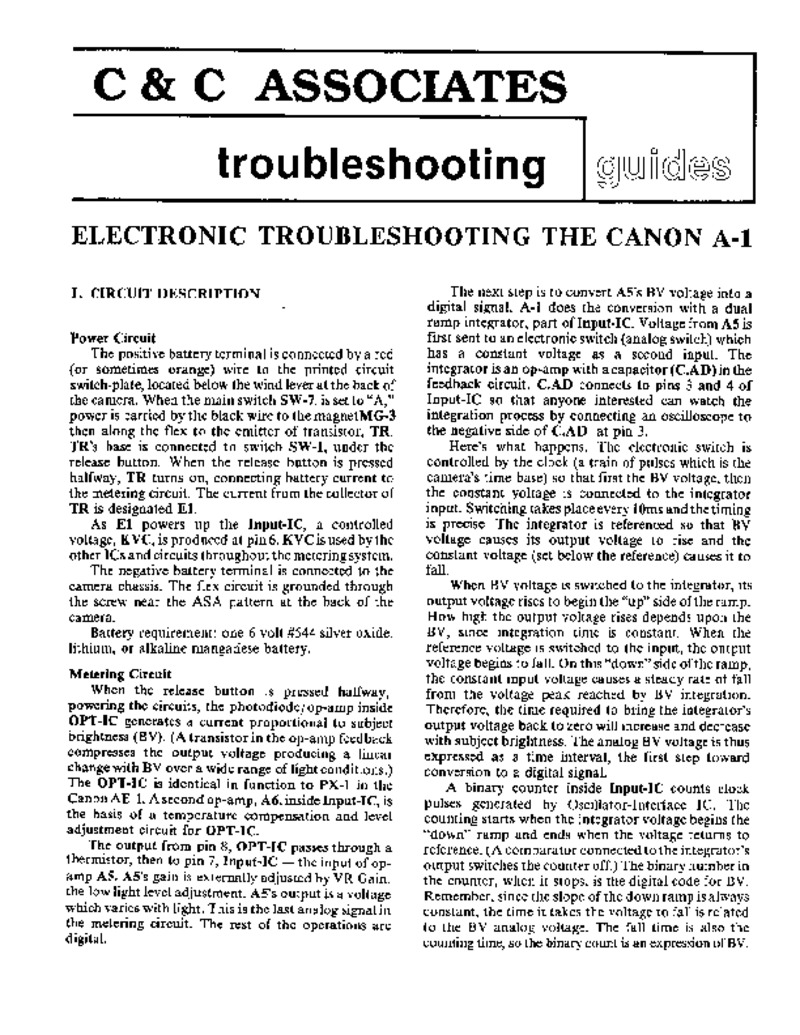 C & C ASSOCIATES
troubleshooting guides
ELECTRONIC TROUBLESHOOTING THE CANON A-1
I. CIRCUIT DESCRIPTION
Power Circuit
The positive battery terminal is connected by a red
(or sometimes orange) wire to the printed circuit
switch-plate, located below the wind lever at the back of
the camera. When the main switch SW-7, is set to "A,"
power is carried by the black wire to the magnet MG-3
then along the flex to the emitter of transistor, TR.
TR's base is connected to switch SW-1, under the
release button. When the release button is pressed
halfway, TR turns on, connecting battery current to
the metering circuit. The current from the collector of
TR is designated E1.
As E1 powers up the Input-IC, a controlled
voltage, KVC, is produced at pin 6. KVC is used by the
other ICs and circuits throughout the metering system.
The negative battery terminal is connected to the
camera chassis. The flex circuit is grounded through
the screw near the ASA pattern at the back of the
camera.
Battery requirement: one 6 volt #544 silver oxide,
lithium, or alkaline manganese battery.
Metering Circuit
When the release button is pressed halfway,
powering the circuits, the photodiode/op-amp inside
OPT-IC generates a current proportional to subject
brightness (BV). (A transistor in the op-amp feedback
compresses the output voltage producing a linear
change with BV over a wide range of light conditions.)
The OPT-IC is identical in function to PX-1 in the
Canon AE-1. A second op-amp, A6, inside Input-IC, is
the basis of a temperature compensation and level
adjustment circuit for OPT-IC.
The output from pin 8, OPT-IC passes through a
thermistor, then to pin 7, Input-IC — the input of op-
amp A5. A5's gain is externally adjusted by VR Gain,
the low light level adjustment. A5's output is a voltage
which varies with light. This is the last analog signal in
the metering circuit. The rest of the operations are
digital.
The next step is to convert A5's BV voltage into a
digital signal. A-1 does the conversion with a dual
ramp integrator, part of Input-IC. Voltage from A5 is
first sent to an electronic switch (analog switch) which
has a constant voltage as a second input. The
integrator is an op-amp with a capacitor (C.AD) in the
feedback circuit. C.AD connects to pins 3 and 4 of
Input-IC so that anyone interested can watch the
integration process by connecting an oscilloscope to
the negative side of C.AD at pin 3.
Here's what happens. The electronic switch is
controlled by the clock (a train of pulses which is the
camera's time base) so that first the BV voltage, then
the constant voltage is connected to the integrator
input. Switching takes place every 10ms and the timing
is precise. The integrator is referenced so that BV
voltage causes its output voltage to rise and the
constant voltage (set below the reference) causes it to
fall.
When BV voltage is switched to the integrator, its
output voltage rises to begin the "up" side of the ramp.
How high the output voltage rises depends upon the
BV, since integration time is constant. When the
reference voltage is switched to the input, the output
voltage begins to fall. On this "down" side of the ramp,
the constant input voltage causes a steady rate of fall
from the voltage peak reached by BV integration.
Therefore, the time required to bring the integrator's
output voltage back to zero will increase and decrease
with subject brightness. The analog BV voltage is thus
expressed as a time interval, the first step toward
conversion to a digital signal.
A binary counter inside Input-IC counts clock
pulses generated by Oscillator-Interface IC. The
counting starts when the integrator voltage begins the
"down" ramp and ends when the voltage returns to
reference. (A comparator connected to the integrator's
output switches the counter off.) The binary number in
the counter, when it stops, is the digital code for BV.
Remember, since the slope of the down ramp is always
constant, the time it takes the voltage to fall is related
to the BV analog voltage. The fall time is also the
counting time, so the binary count is an expression of BV.